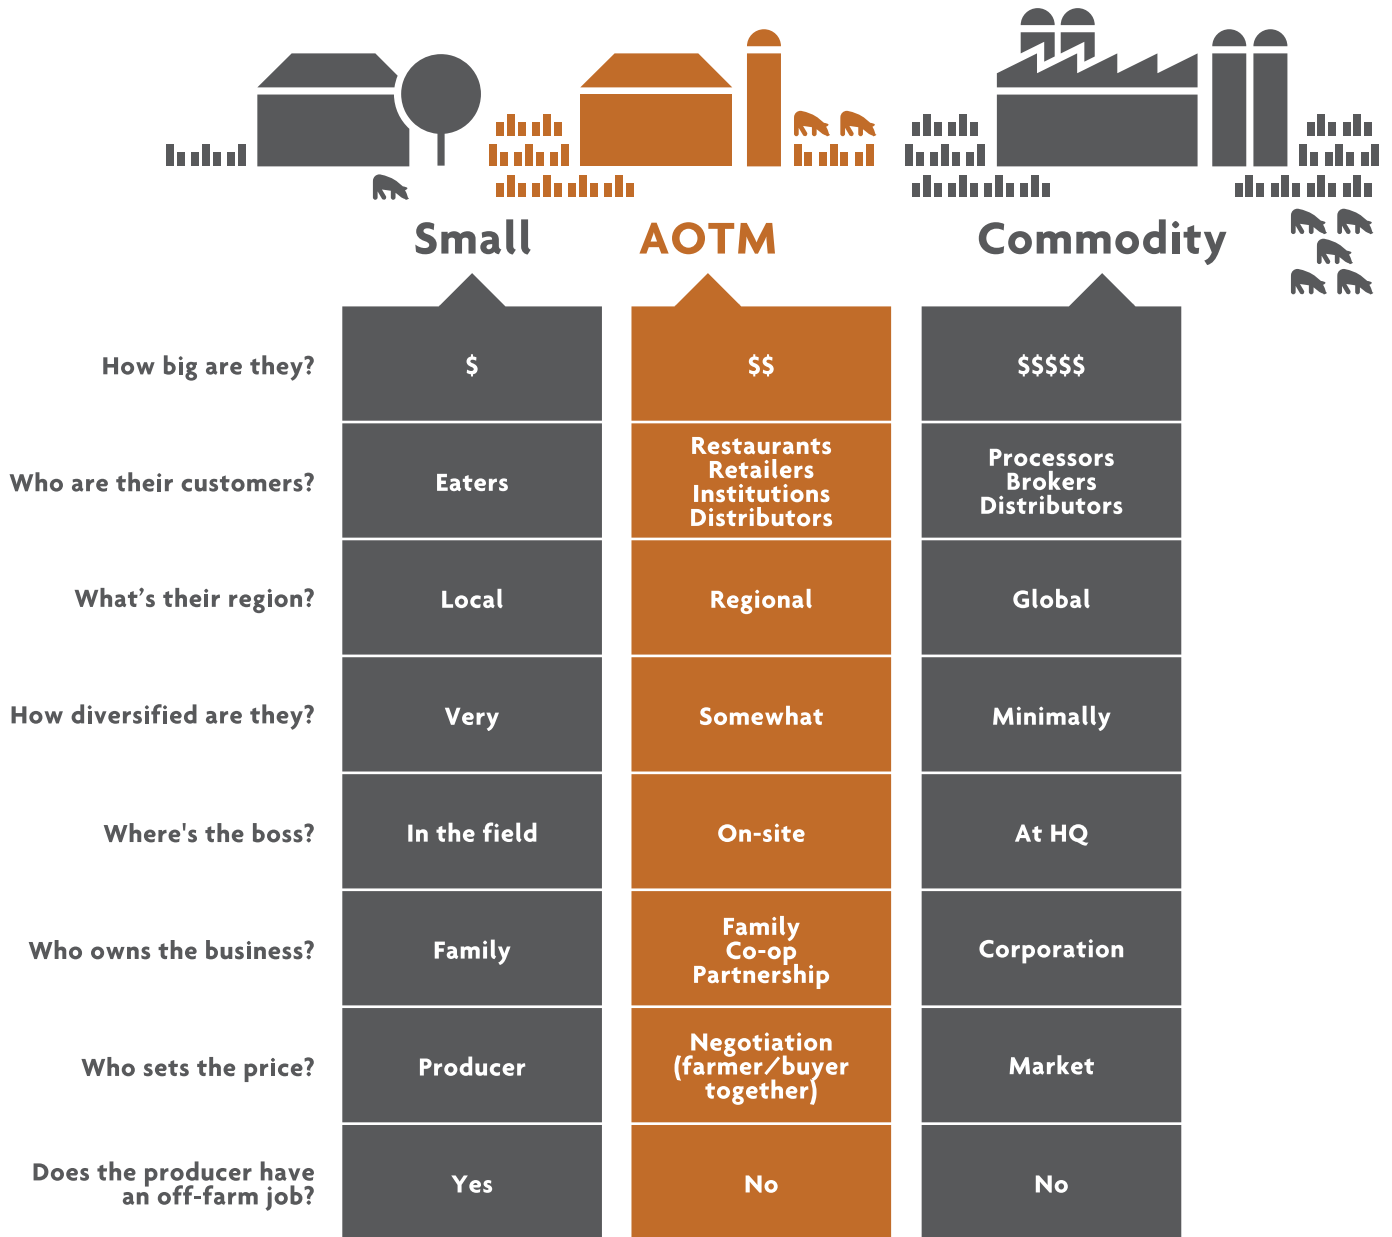 Small
AOTM
Commodity
How big are they?
$
$$
$$$$$
Who are their customers?
Eaters
Restaurants
Retailers
Institutions
Distributors
Processors
Brokers
Distributors
What's their region?
Local
Regional
Global
How diversified are they?
Very
Somewhat
Minimally
Where's the boss?
In the field
On-site
At HQ
Who owns the business?
Family
Family
Co-op
Partnership
Corporation
Who sets the price?
Producer
Negotiation
(farmer/buyer
together)
Market
Does the producer have
an off-farm job?
Yes
No
No